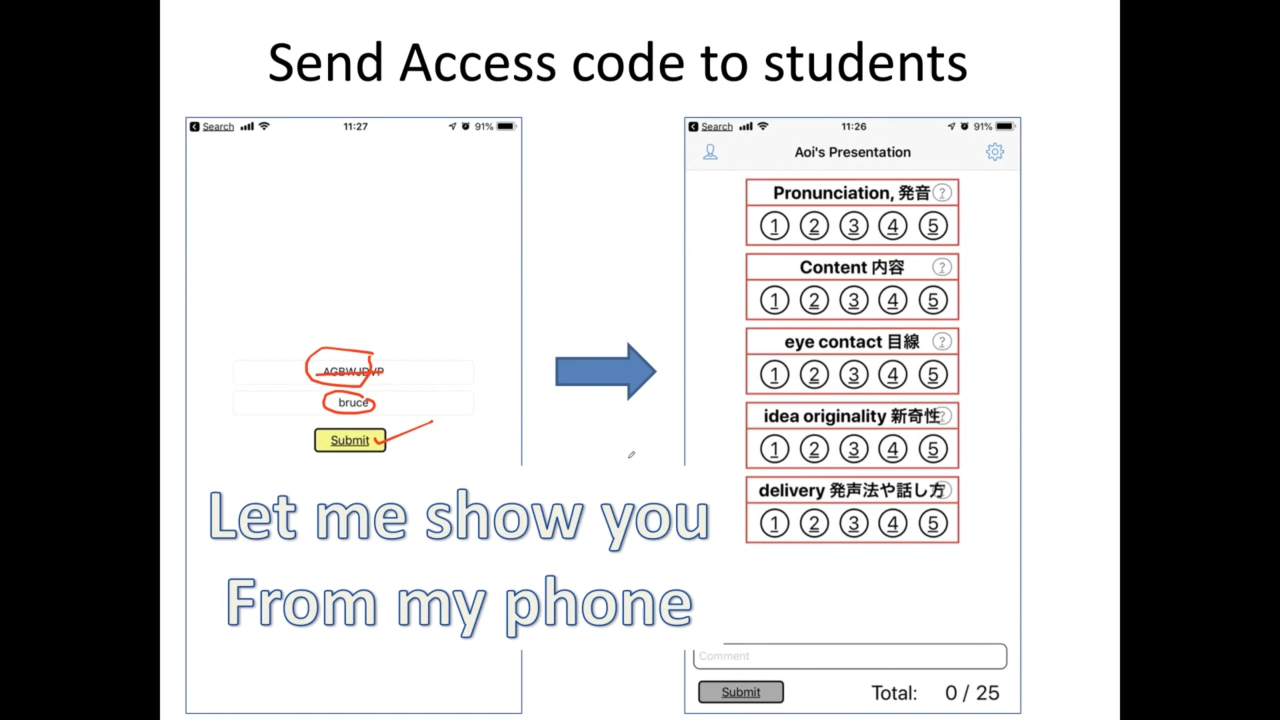 Send Access code to students
Search 11:27 91%
AGBWJDVP
bruce
Submit
Let me show you
From my phone
Search 11:26 91%
Aoi's Presentation
Pronunciation, 発音 ?
1 2 3 4 5
Content 内容 ?
1 2 3 4 5
eye contact 目線 ?
1 2 3 4 5
idea originality 新奇性 ?
1 2 3 4 5
delivery 発声法や話し方 ?
1 2 3 4 5
Comment
Submit Total: 0 / 25